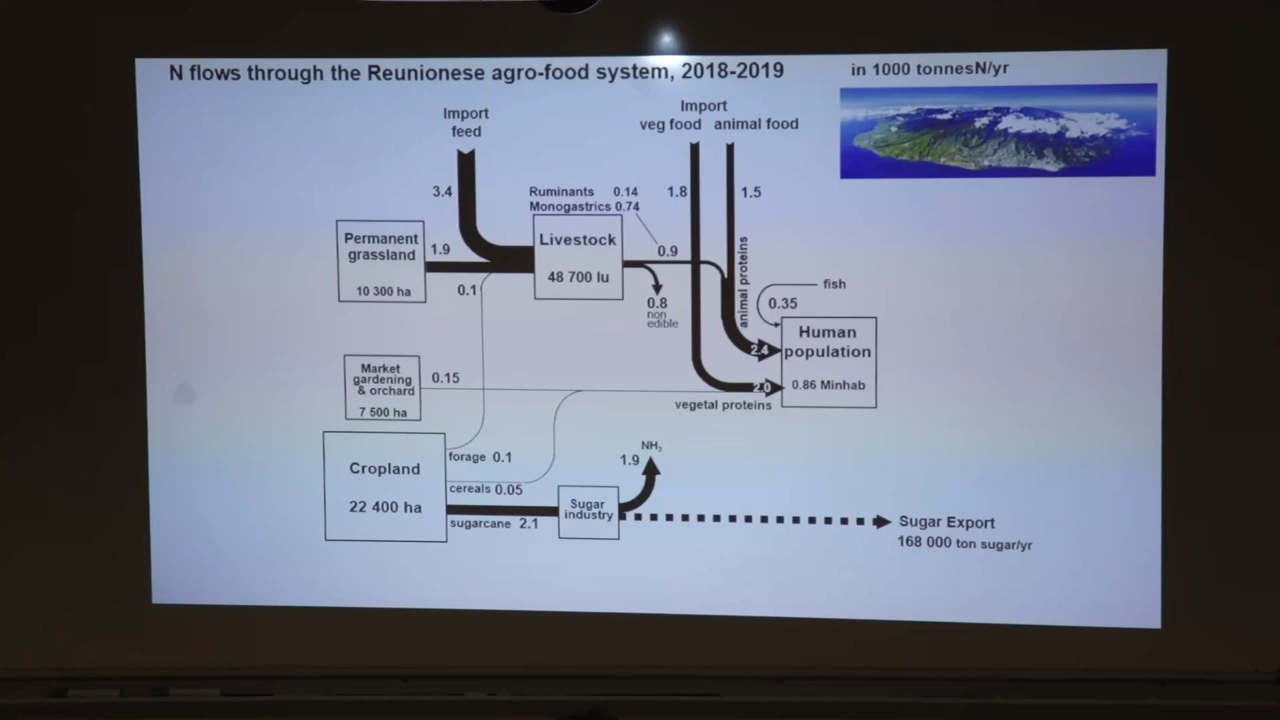 N flows through the Reunionese agro-food system, 2018-2019
in 1000 tonnesN/yr
Import
feed
Import
veg food animal food
3.4
Ruminants 0.14
Monogastrics 0.74
1.8
1.5
Permanent
grassland
10 300 ha
1.9
Livestock
48 700 lu
0.9
animal proteins
0.1
0.8
non
edible
fish
0.35
Human
population
0.86 Minhab
2.4
2.0
vegetal proteins
Market
gardening
& orchard
7 500 ha
0.15
Cropland
22 400 ha
forage 0.1
cereals 0.05
sugarcane 2.1
Sugar
industry
NH3
1.9
Sugar Export
168 000 ton sugar/yr